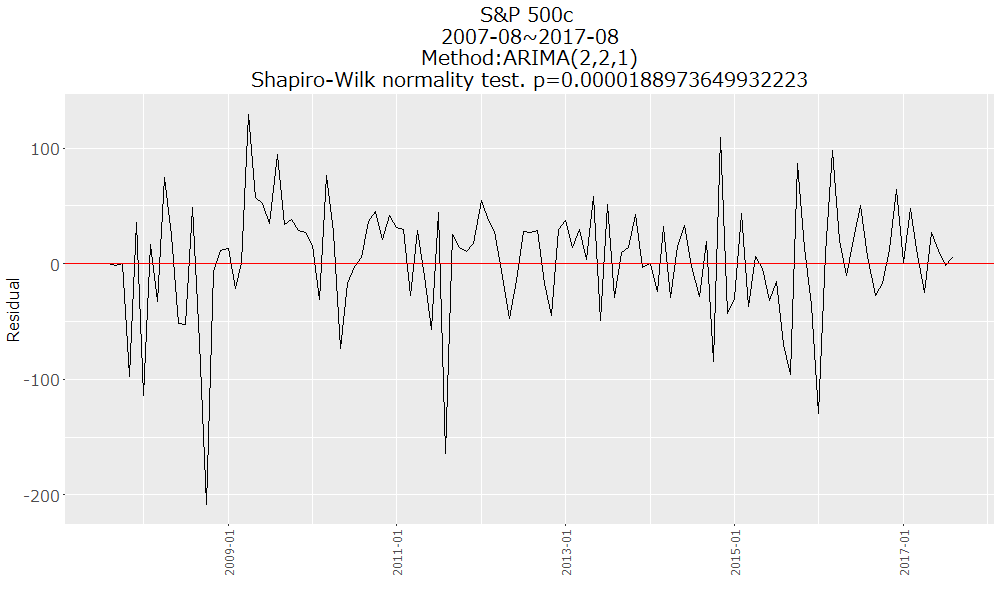 S&P 500c
2007-08~2017-08
Method:ARIMA(2,2,1)
Shapiro-Wilk normality test. p=0.0000188973649932223
Residual
100
0
-100
-200
2009-01
2011-01
2013-01
2015-01
2017-01